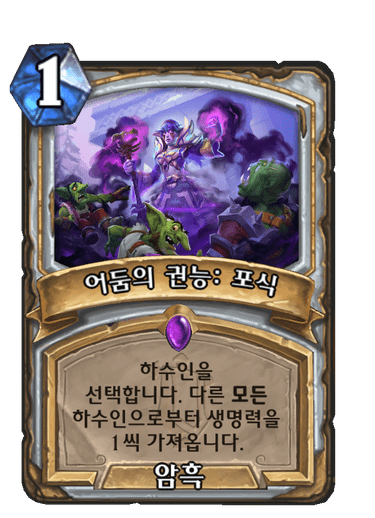 1
어둠의 권능: 포식
하수인을
선택합니다. 다른 모든
하수인으로부터 생명력을
1씩 가져옵니다.
암흑